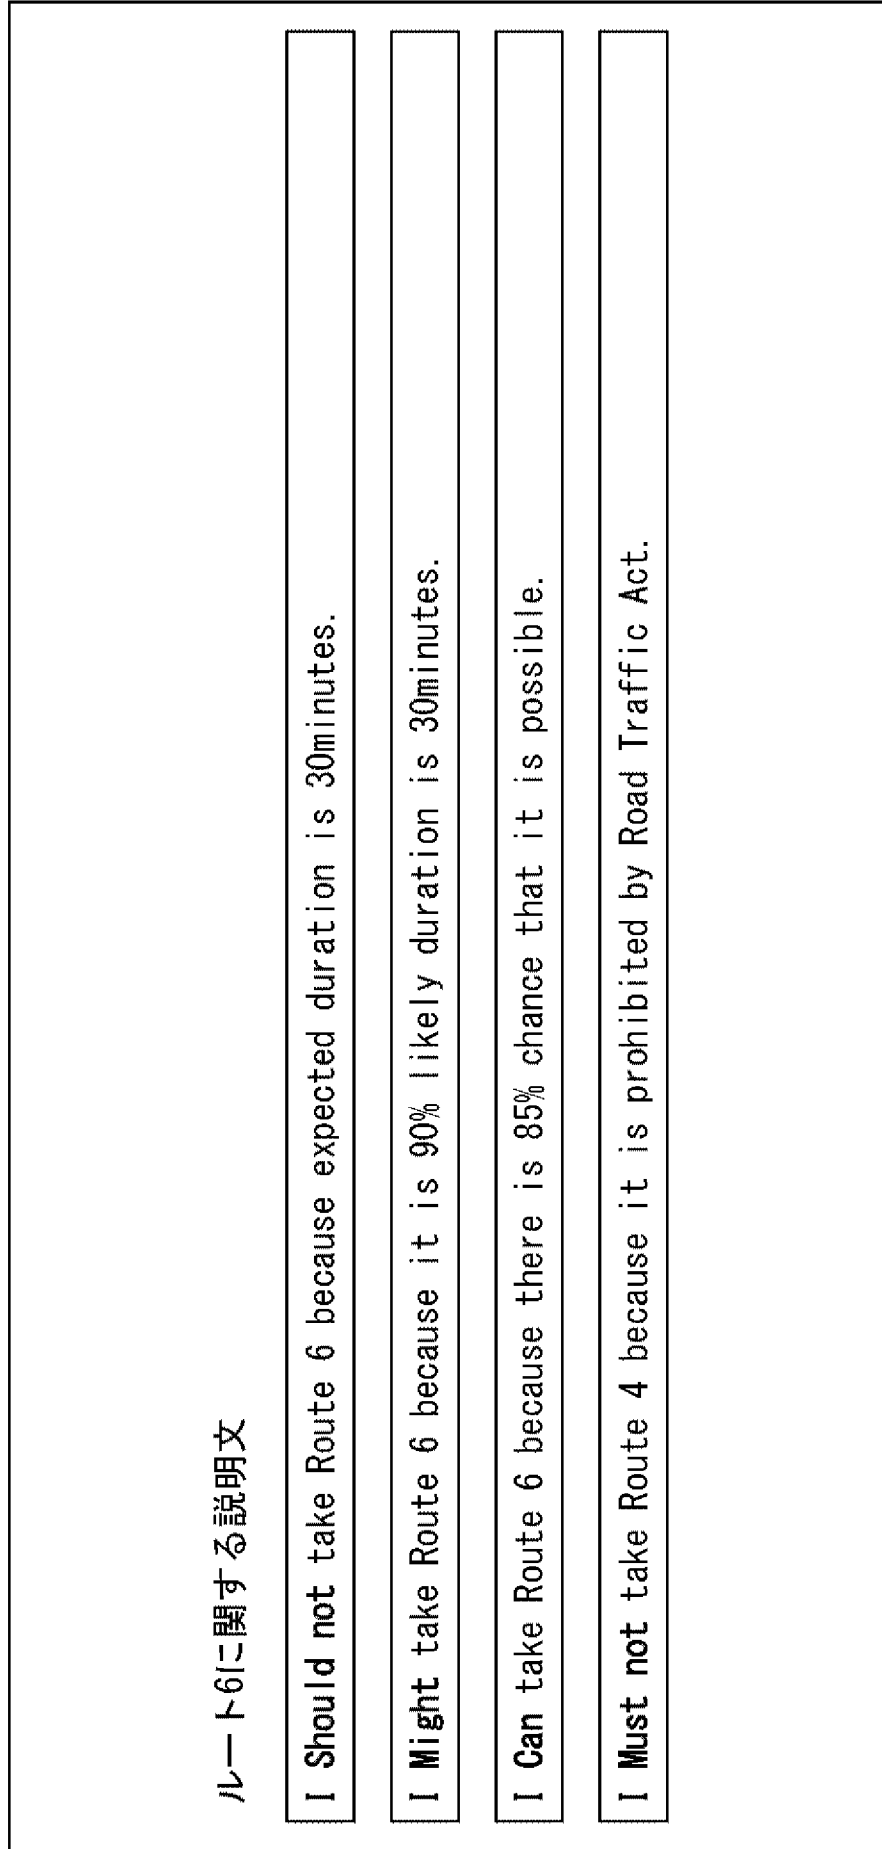 ルート6に関する説明文
I Should not take Route 6 because expected duration is 30minutes.
I Might take Route 6 because it is 90% likely duration is 30minutes.
I Can take Route 6 because there is 85% chance that it is possible.
I Must not take Route 4 because it is prohibited by Road Traffic Act.